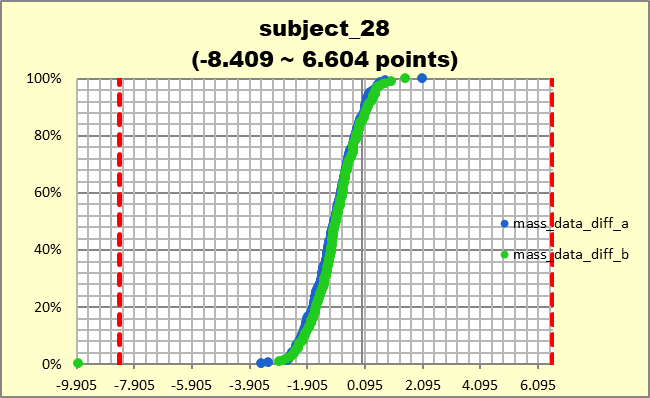 subject_28
(-8.409 ~ 6.604 points)
100%
80%
60%
40%
20%
0%
mass_data_diff_a
mass_data_diff_b
-9.905 -7.905 -5.905 -3.905 -1.905 0.095 2.095 4.095 6.095